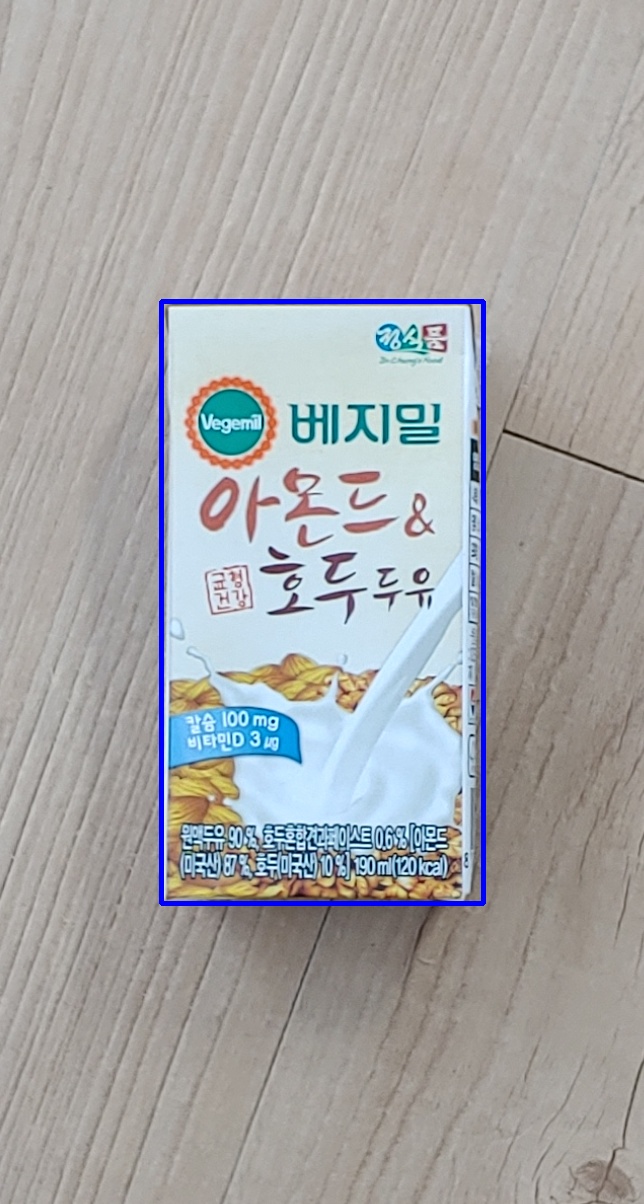 정식품
Dr.Chung's Food
Vegemil 베지밀
아몬드&
균형
건강
호두 두유
칼슘 100 mg
비타민D 3 ㎍
원액두유 90 %, 호두혼합견과페이스트 0.6 % [아몬드
(미국산) 87 %, 호두(미국산) 10 %] 190 ml(120 kcal)